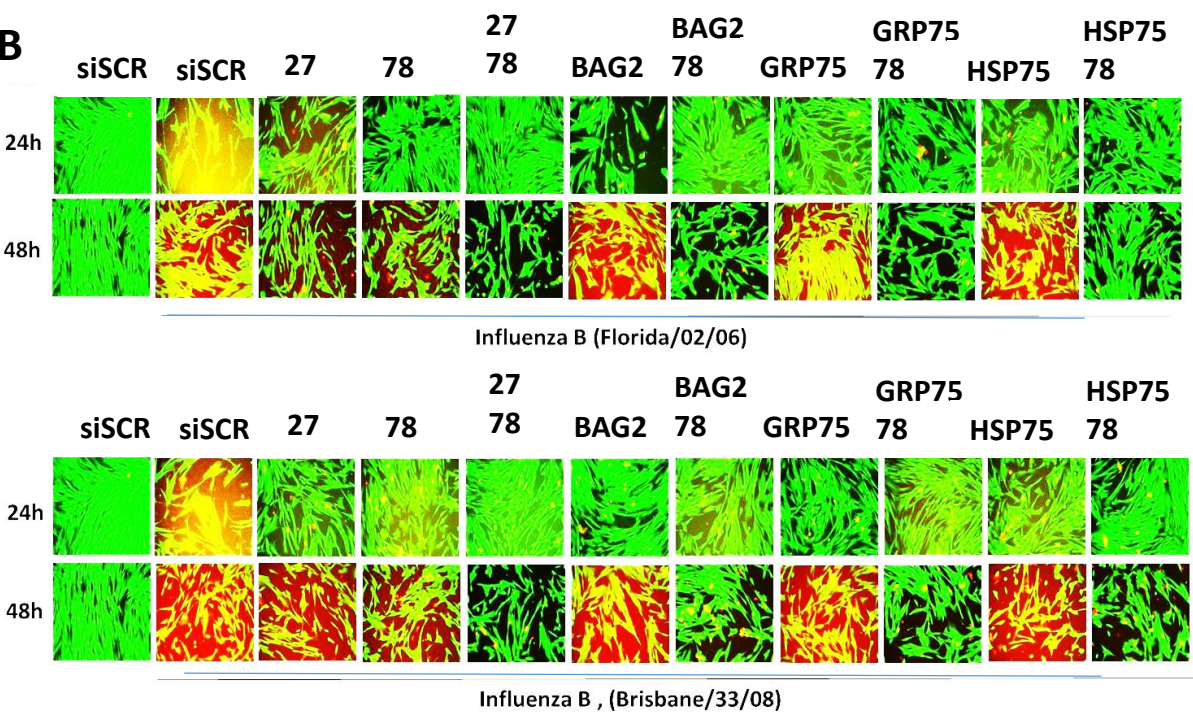 B
27 BAG2 GRP75 HSP75
siSCR siSCR 27 78 78 BAG2 78 GRP75 78 HSP75 78
24h
48h
Influenza B (Florida/02/06)
27 BAG2 GRP75 HSP75
siSCR siSCR 27 78 78 BAG2 78 GRP75 78 HSP75 78
24h
48h
Influenza B , (Brisbane/33/08)